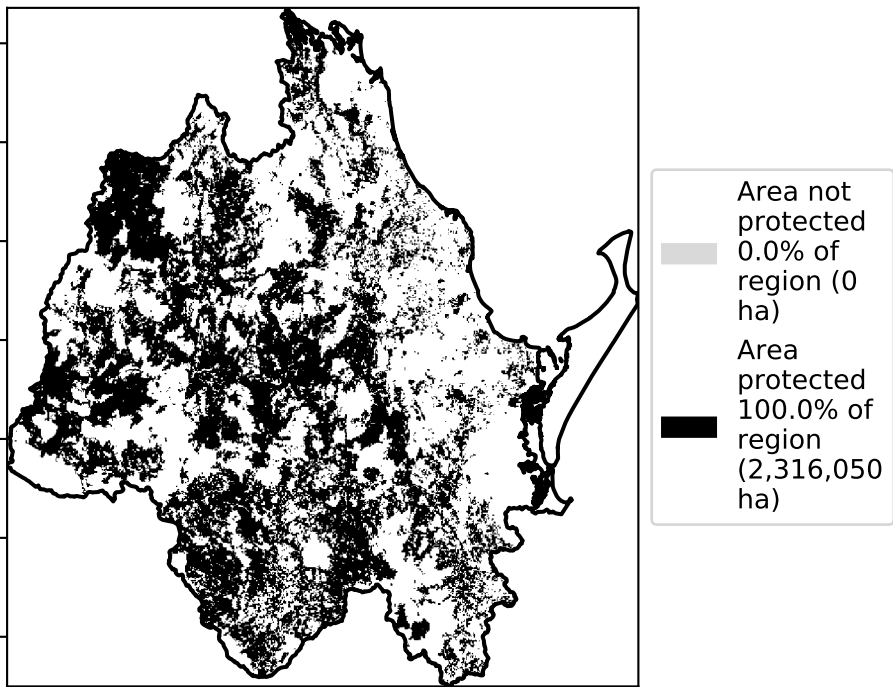 Area not
protected
0.0% of
region (0
ha)
Area
protected
100.0% of
region
(2,316,050
ha)